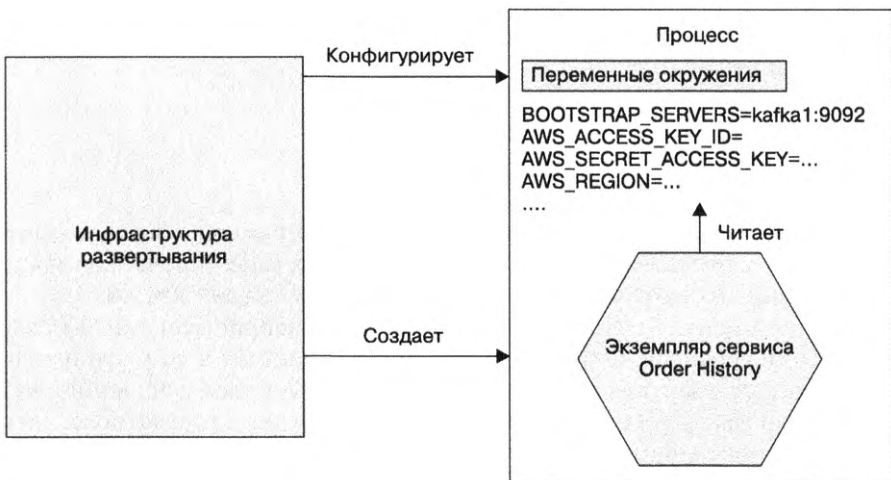 Конфигурирует
Процесс
Переменные окружения
BOOTSTRAP_SERVERS=kafka1:9092
AWS_ACCESS_KEY_ID=
AWS_SECRET_ACCESS_KEY=...
AWS_REGION=...
....
Инфраструктура
развертывания
Читает
Создает
Экземпляр сервиса
Order History